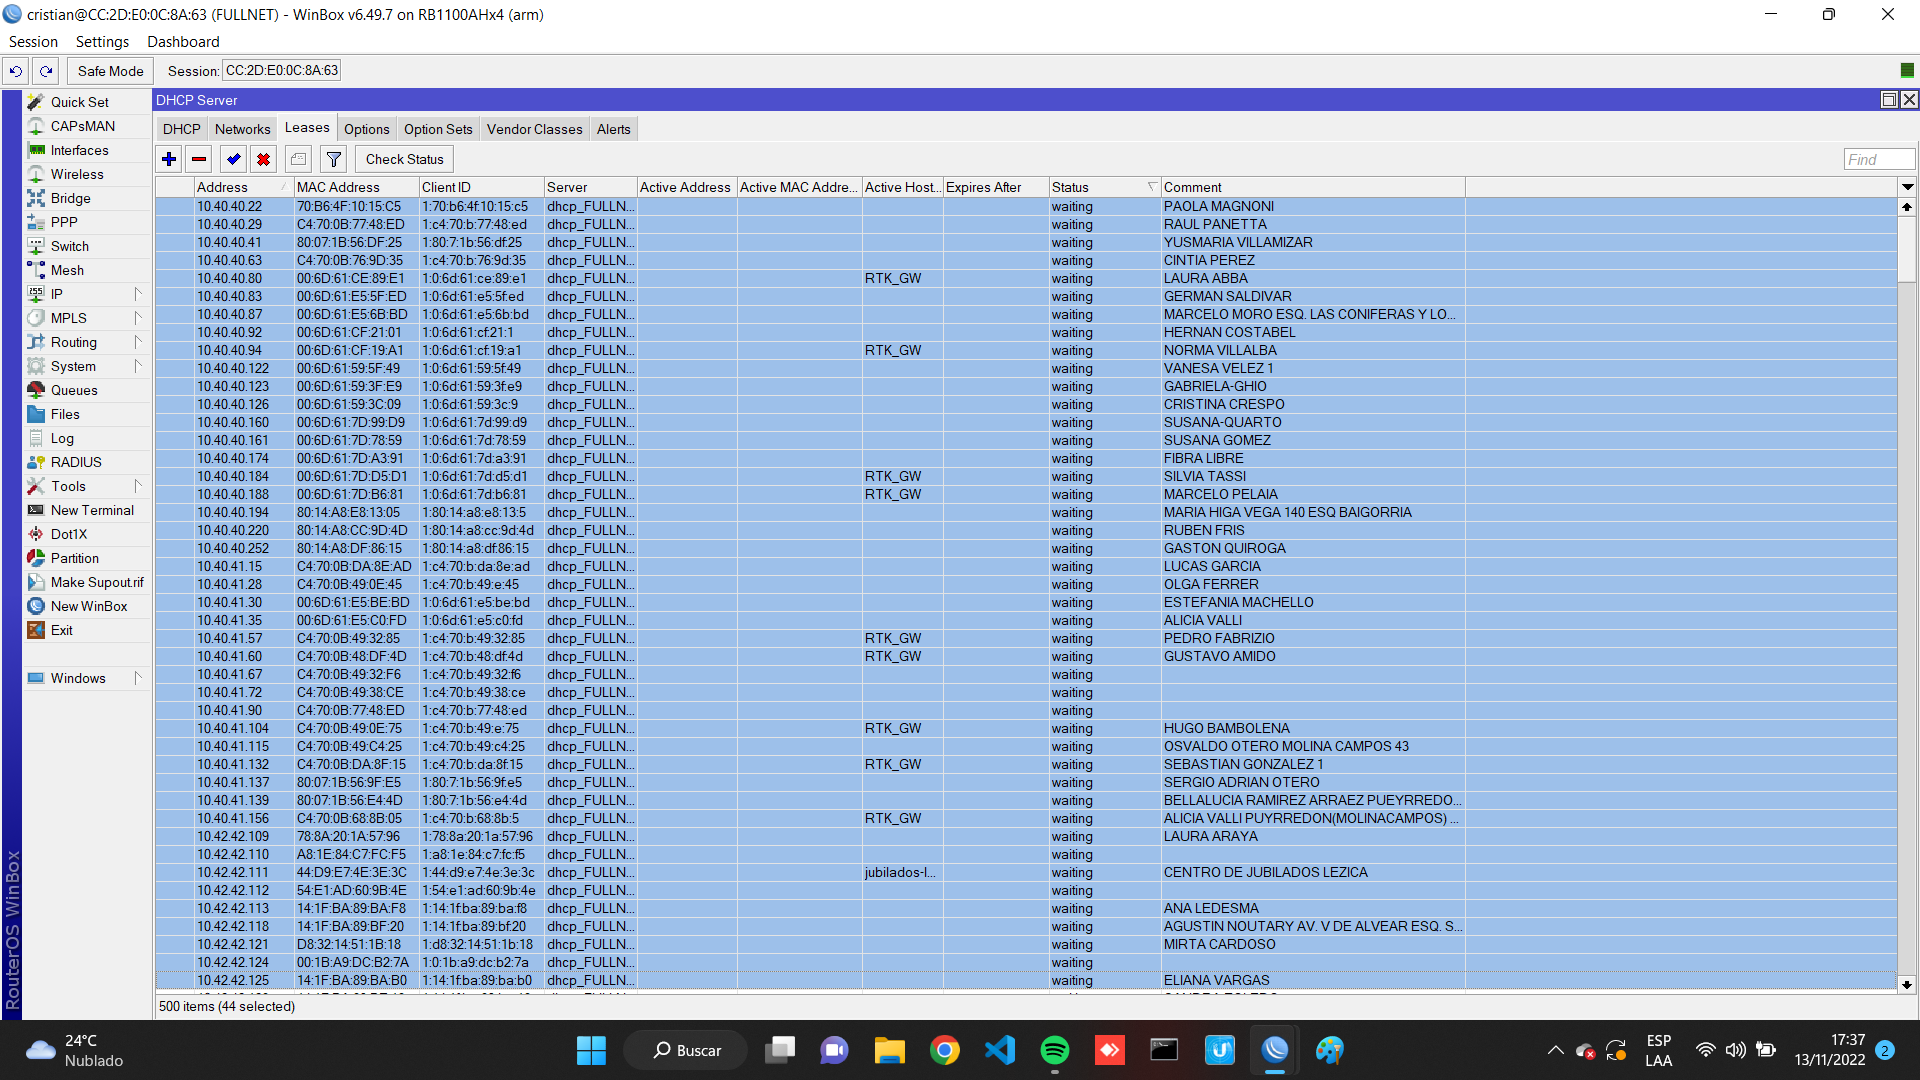 cristian@CC:2D:E0:0C:8A:63 (FULLNET) - WinBox v6.49.7 on RB1100AHx4 (arm)
Session Settings Dashboard
Safe Mode Session: CC:2D:E0:0C:8A:63
DHCP Server
DHCP Networks Leases Options Option Sets Vendor Classes Alerts
Check Status Find
Address MAC Address Client ID Server Active Address Active MAC Addre... Active Host... Expires After Status Comment
10.40.40.22 70:B6:4F:10:15:C5 1:70:b6:4f:10:15:c5 dhcp_FULLN... waiting PAOLA MAGNONI
10.40.40.29 C4:70:0B:77:48:ED 1:c4:70:b:77:48:ed dhcp_FULLN... waiting RAUL PANETTA
10.40.40.41 80:07:1B:56:DF:25 1:80:7:1b:56:df:25 dhcp_FULLN... waiting YUSMARIA VILLAMIZAR
10.40.40.63 C4:70:0B:76:9D:35 1:c4:70:b:76:9d:35 dhcp_FULLN... waiting CINTIA PEREZ
10.40.40.80 00:6D:61:CE:89:E1 1:0:6d:61:ce:89:e1 dhcp_FULLN... RTK_GW waiting LAURA ABBA
10.40.40.83 00:6D:61:E5:5F:ED 1:0:6d:61:e5:5f:ed dhcp_FULLN... waiting GERMAN SALDIVAR
10.40.40.87 00:6D:61:E5:6B:BD 1:0:6d:61:e5:6b:bd dhcp_FULLN... waiting MARCELO MORO ESQ. LAS CONIFERAS Y LO...
10.40.40.92 00:6D:61:CF:21:01 1:0:6d:61:cf:21:1 dhcp_FULLN... waiting HERNAN COSTABEL
10.40.40.94 00:6D:61:CF:19:A1 1:0:6d:61:cf:19:a1 dhcp_FULLN... RTK_GW waiting NORMA VILLALBA
10.40.40.122 00:6D:61:59:5F:49 1:0:6d:61:59:5f:49 dhcp_FULLN... waiting VANESA VELEZ 1
10.40.40.123 00:6D:61:59:3F:E9 1:0:6d:61:59:3f:e9 dhcp_FULLN... waiting GABRIELA-GHIO
10.40.40.126 00:6D:61:59:3C:09 1:0:6d:61:59:3c:9 dhcp_FULLN... waiting CRISTINA CRESPO
10.40.40.160 00:6D:61:7D:99:D9 1:0:6d:61:7d:99:d9 dhcp_FULLN... waiting SUSANA-QUARTO
10.40.40.161 00:6D:61:7D:78:59 1:0:6d:61:7d:78:59 dhcp_FULLN... waiting SUSANA GOMEZ
10.40.40.174 00:6D:61:7D:A3:91 1:0:6d:61:7d:a3:91 dhcp_FULLN... waiting FIBRA LIBRE
10.40.40.184 00:6D:61:7D:D5:D1 1:0:6d:61:7d:d5:d1 dhcp_FULLN... RTK_GW waiting SILVIA TASSI
10.40.40.188 00:6D:61:7D:B6:81 1:0:6d:61:7d:b6:81 dhcp_FULLN... RTK_GW waiting MARCELO PELAIA
10.40.40.194 80:14:A8:E8:13:05 1:80:14:a8:e8:13:5 dhcp_FULLN... waiting MARIA HIGA VEGA 140 ESQ BAIGORRIA
10.40.40.220 80:14:A8:CC:9D:4D 1:80:14:a8:cc:9d:4d dhcp_FULLN... waiting RUBEN FRIS
10.40.40.252 80:14:A8:DF:86:15 1:80:14:a8:df:86:15 dhcp_FULLN... waiting GASTON QUIROGA
10.40.41.15 C4:70:0B:DA:8E:AD 1:c4:70:b:da:8e:ad dhcp_FULLN... waiting LUCAS GARCIA
10.40.41.28 C4:70:0B:49:0E:45 1:c4:70:b:49:e:45 dhcp_FULLN... waiting OLGA FERRER
10.40.41.30 00:6D:61:E5:BE:BD 1:0:6d:61:e5:be:bd dhcp_FULLN... waiting ESTEFANIA MACHELLO
10.40.41.35 00:6D:61:E5:C0:FD 1:0:6d:61:e5:c0:fd dhcp_FULLN... waiting ALICIA VALLI
10.40.41.57 C4:70:0B:49:32:85 1:c4:70:b:49:32:85 dhcp_FULLN... RTK_GW waiting PEDRO FABRIZIO
10.40.41.60 C4:70:0B:48:DF:4D 1:c4:70:b:48:df:4d dhcp_FULLN... RTK_GW waiting GUSTAVO AMIDO
10.40.41.67 C4:70:0B:49:32:F6 1:c4:70:b:49:32:f6 dhcp_FULLN... waiting
10.40.41.72 C4:70:0B:49:38:CE 1:c4:70:b:49:38:ce dhcp_FULLN... waiting
10.40.41.90 C4:70:0B:77:48:ED 1:c4:70:b:77:48:ed dhcp_FULLN... waiting
10.40.41.104 C4:70:0B:49:0E:75 1:c4:70:b:49:e:75 dhcp_FULLN... RTK_GW waiting HUGO BAMBOLENA
10.40.41.115 C4:70:0B:49:C4:25 1:c4:70:b:49:c4:25 dhcp_FULLN... waiting OSVALDO OTERO MOLINA CAMPOS 43
10.40.41.132 C4:70:0B:DA:8F:15 1:c4:70:b:da:8f:15 dhcp_FULLN... RTK_GW waiting SEBASTIAN GONZALEZ 1
10.40.41.137 80:07:1B:56:9F:E5 1:80:7:1b:56:9f:e5 dhcp_FULLN... waiting SERGIO ADRIAN OTERO
10.40.41.139 80:07:1B:56:E4:4D 1:80:7:1b:56:e4:4d dhcp_FULLN... waiting BELLALUCIA RAMIREZ ARRAEZ PUEYRREDO...
10.40.41.156 C4:70:0B:68:8B:05 1:c4:70:b:68:8b:5 dhcp_FULLN... RTK_GW waiting ALICIA VALLI PUYRREDON(MOLINACAMPOS) ...
10.42.42.109 78:8A:20:1A:57:96 1:78:8a:20:1a:57:96 dhcp_FULLN... waiting LAURA ARAYA
10.42.42.110 A8:1E:84:C7:FC:F5 1:a8:1e:84:c7:fc:f5 dhcp_FULLN... waiting
10.42.42.111 44:D9:E7:4E:3E:3C 1:44:d9:e7:4e:3e:3c dhcp_FULLN... jubilados-l... waiting CENTRO DE JUBILADOS LEZICA
10.42.42.112 54:E1:AD:60:9B:4E 1:54:e1:ad:60:9b:4e dhcp_FULLN... waiting
10.42.42.113 14:1F:BA:89:BA:F8 1:14:1f:ba:89:ba:f8 dhcp_FULLN... waiting ANA LEDESMA
10.42.42.118 14:1F:BA:89:BF:20 1:14:1f:ba:89:bf:20 dhcp_FULLN... waiting AGUSTIN NOUTARY AV. V DE ALVEAR ESQ. S...
10.42.42.121 D8:32:14:51:1B:18 1:d8:32:14:51:1b:18 dhcp_FULLN... waiting MIRTA CARDOSO
10.42.42.124 00:1B:A9:DC:B2:7A 1:0:1b:a9:dc:b2:7a dhcp_FULLN... waiting
10.42.42.125 14:1F:BA:89:BA:B0 1:14:1f:ba:89:ba:b0 dhcp_FULLN... waiting ELIANA VARGAS
500 items (44 selected)
Quick Set
CAPsMAN
Interfaces
Wireless
Bridge
PPP
Switch
Mesh
IP
MPLS
Routing
System
Queues
Files
Log
RADIUS
Tools
New Terminal
Dot1X
Partition
Make Supout.rif
New WinBox
Exit
Windows
RouterOS WinBox
24°C
Nublado
Buscar
ESP
LAA
17:37
13/11/2022
2